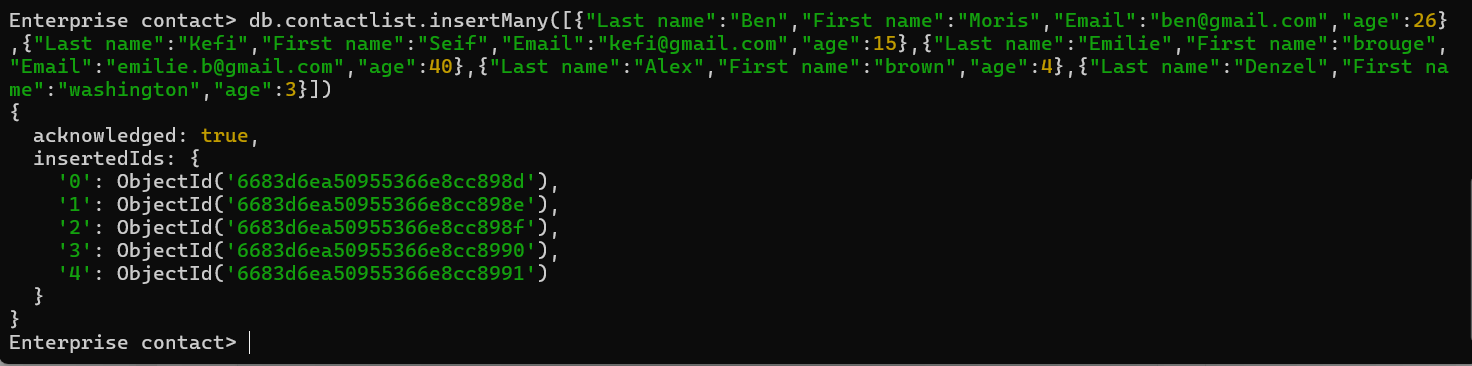 Enterprise contact> db.contactlist.insertMany([{"Last name":"Ben","First name":"Moris","Email":"ben@gmail.com","age":26}
,{"Last name":"Kefi","First name":"Seif","Email":"kefi@gmail.com","age":15},{"Last name":"Emilie","First name":"brouge",
"Email":"emilie.b@gmail.com","age":40},{"Last name":"Alex","First name":"brown","age":4},{"Last name":"Denzel","First na
me":"washington","age":3}])
{
  acknowledged: true,
  insertedIds: {
    '0': ObjectId('6683d6ea50955366e8cc898d'),
    '1': ObjectId('6683d6ea50955366e8cc898e'),
    '2': ObjectId('6683d6ea50955366e8cc898f'),
    '3': ObjectId('6683d6ea50955366e8cc8990'),
    '4': ObjectId('6683d6ea50955366e8cc8991')
  }
}
Enterprise contact>